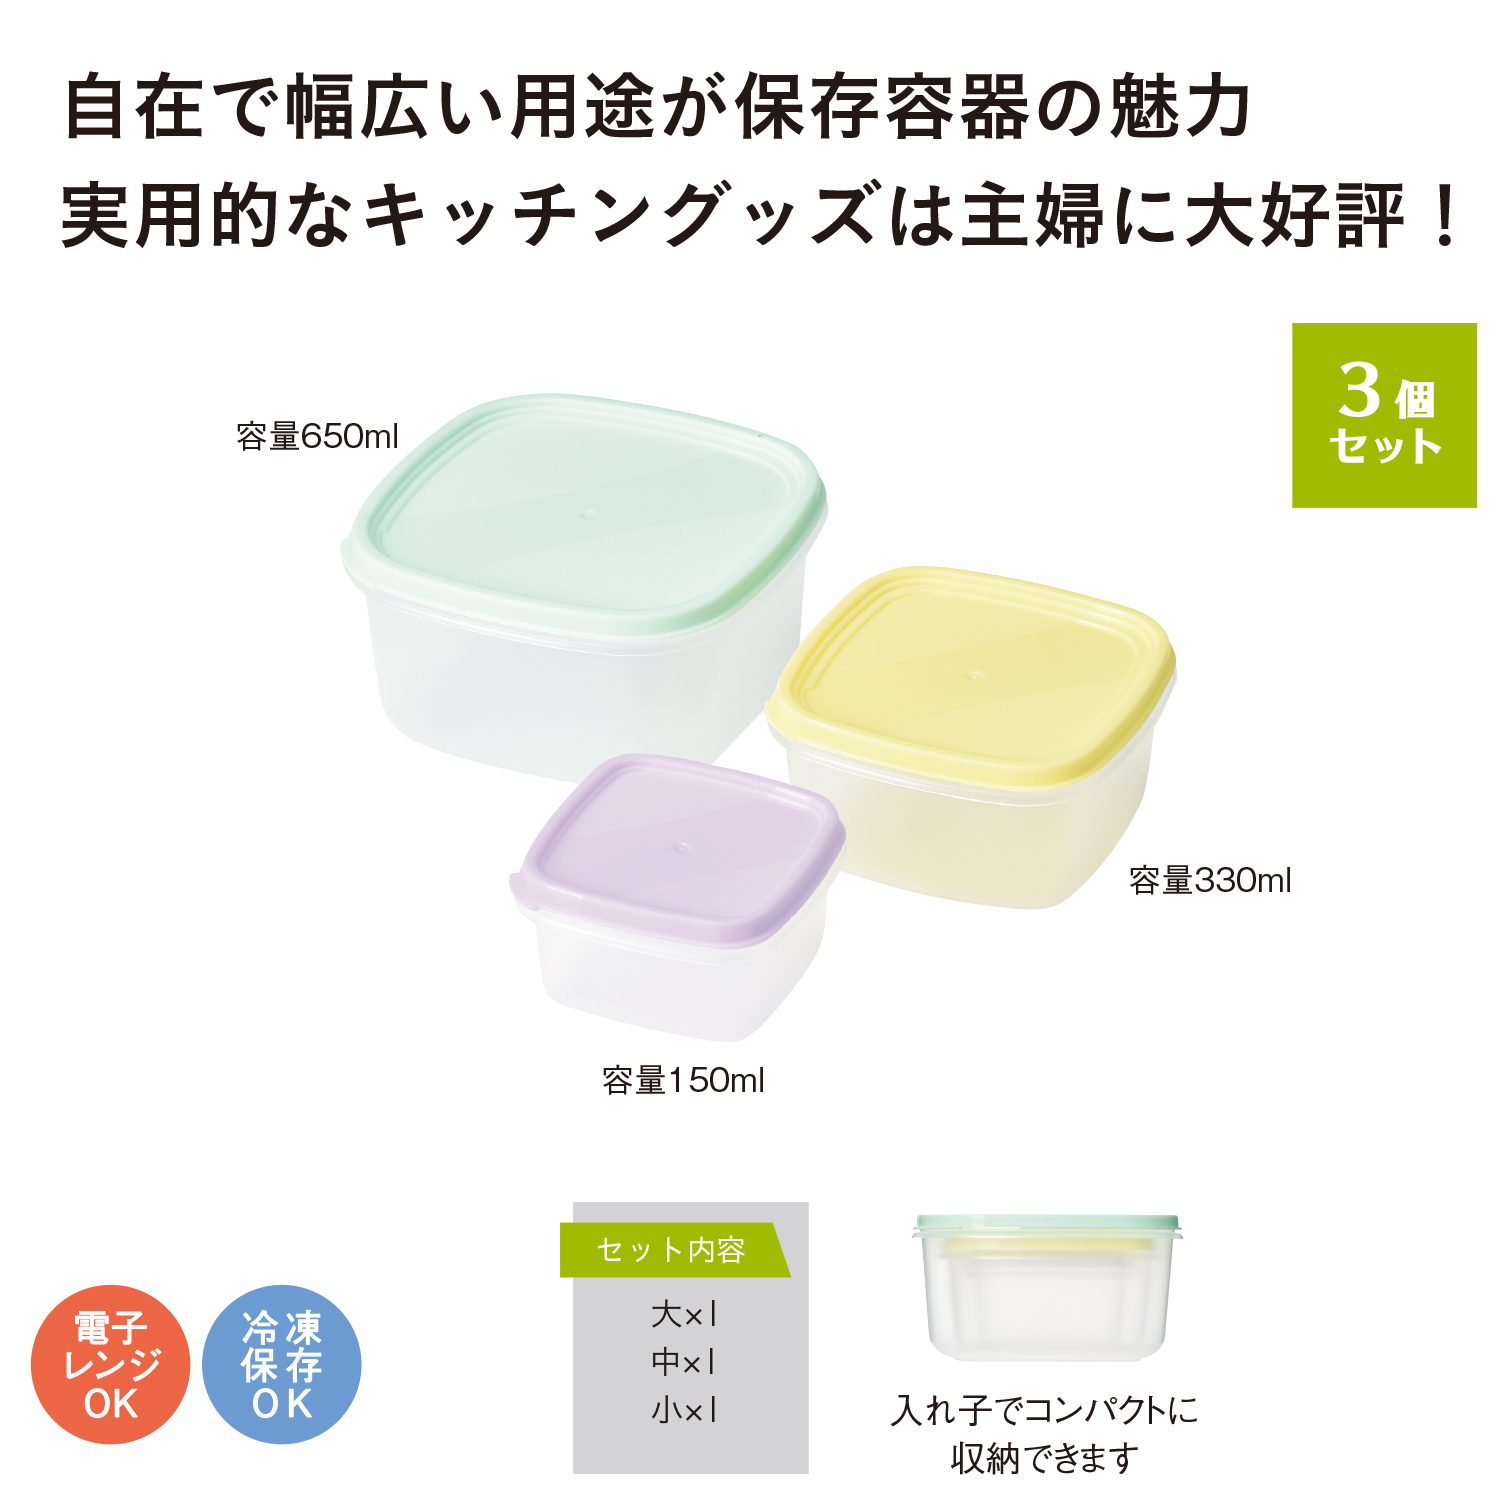 自在で幅広い用途が保存容器の魅力
実用的なキッチングッズは主婦に大好評！
3個
セット
容量650ml
容量330ml
容量150ml
電子
レンジ
OK
冷凍
保存
OK
セット内容
大×1
中×1
小×1
入れ子でコンパクトに
収納できます